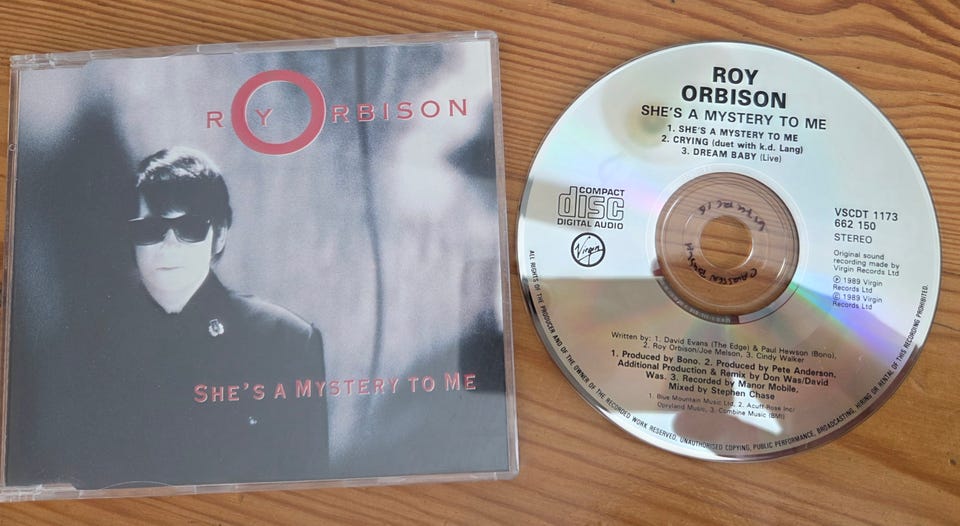 ROY ORBISON
SHE'S A MYSTERY TO ME
ROY
ORBISON
SHE'S A MYSTERY TO ME
1. SHE'S A MYSTERY TO ME
2. CRYING (duet with k.d. Lang)
3. DREAM BABY (Live)
COMPACT
disc
DIGITAL AUDIO
Virgin
VSCDT 1173
662 150
STEREO
Original sound
recording made by
Virgin Records Ltd
Ⓟ 1989 Virgin
Records Ltd
© 1989 Virgin
Records Ltd
Written by: 1. David Evans (The Edge) & Paul Hewson (Bono),
2. Roy Orbison/Joe Melson, 3. Cindy Walker
1. Produced by Bono. 2. Produced by Pete Anderson,
Additional Production & Remix by Don Was/David
Was. 3. Recorded by Manor Mobile.
Mixed by Stephen Chase
1. Blue Mountain Music Ltd, 2. Acuff-Rose Inc/
Opryland Music, 3. Combine Music (BMI)
ALL RIGHTS OF THE PRODUCER AND OF THE OWNER OF THE RECORDED WORK RESERVED, UNAUTHORISED COPYING, PUBLIC PERFORMANCE, BROADCASTING, HIRING OR RENTAL OF THIS RECORDING PROHIBITED.